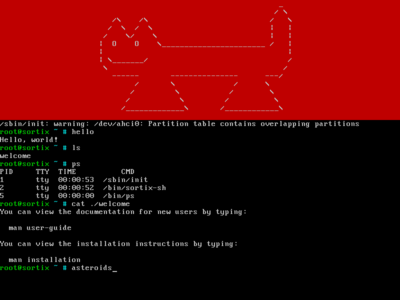 /sbin/init: warning: /dev/ahci0: Partition table contains overlapping partitions
root@sortix ~ # hello
Hello, world!
root@sortix ~ # ls
welcome
root@sortix ~ # ps
PID TTY TIME CMD
1 tty 00:00:53 /sbin/init
2 tty 00:00:52 /bin/sortix-sh
5 tty 00:00:00 /bin/ps
root@sortix ~ # cat ./welcome
You can view the documentation for new users by typing:
man user-guide
You can view the installation instructions by typing:
man installation
root@sortix ~ # asteroids_